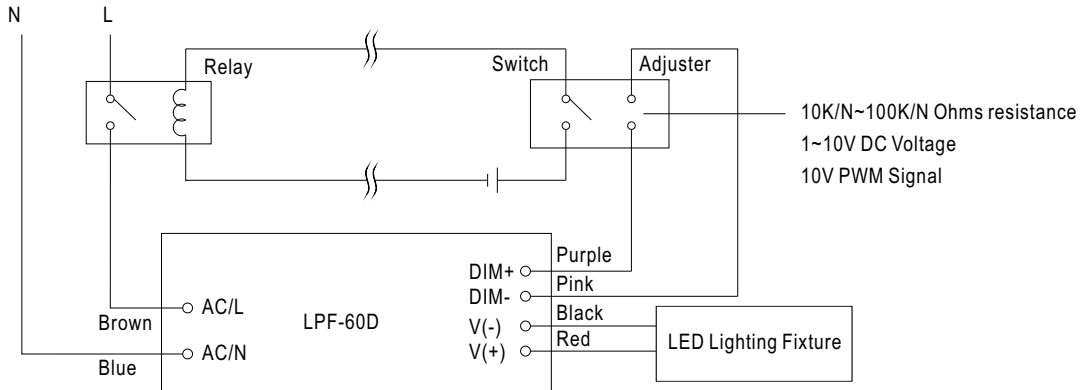 N
L
Relay
Switch
Adjuster
10K/N~100K/N Ohms resistance
1~10V DC Voltage
10V PWM Signal
Purple
DIM+
Pink
DIM-
Black
AC/L
Brown
LPF-60D
V(-)
Red
LED Lighting Fixture
V(+)
AC/N
Blue